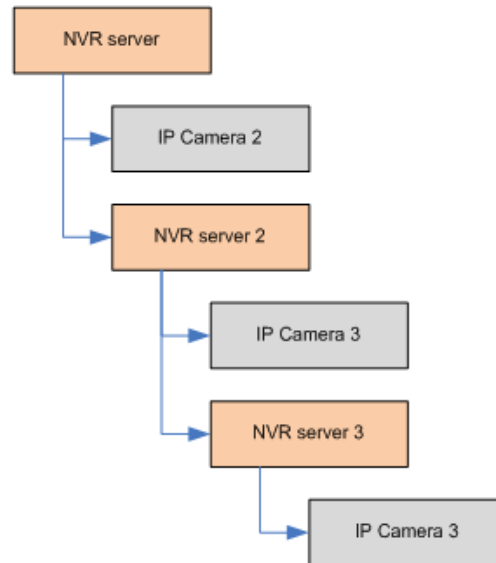 NVR server
IP Camera 2
NVR server 2
IP Camera 3
NVR server 3
IP Camera 3